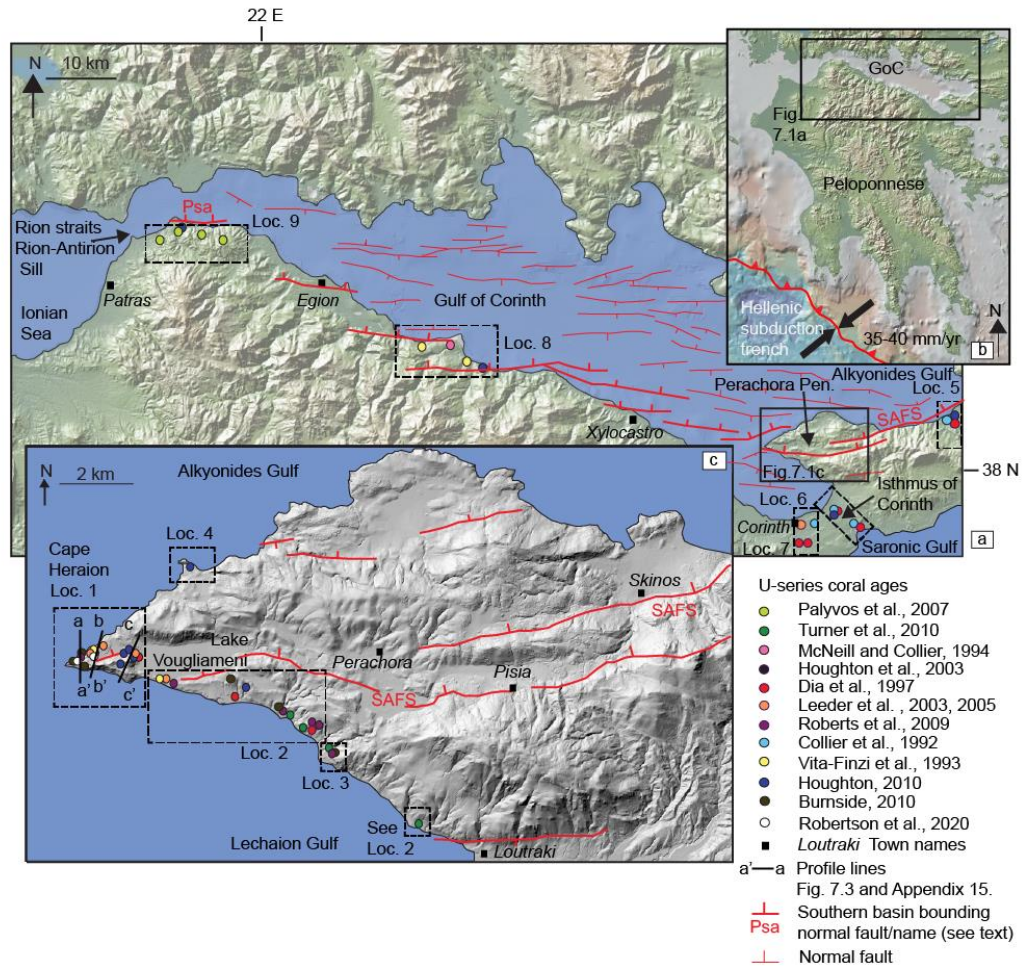 22 E
N
10 km
Rion straits
Rion-Antirion
Sill
Psa
Loc. 9
Patras
Egion
Ionian
Sea
Gulf of Corinth
Loc. 8
Xylocastro
Perachora Pen.
Alkyonides Gulf
Loc. 5
SAFS
38 N
Fig.7.1c
Isthmus of
Corinth
Loc. 6
Corinth
Loc. 7
Saronic Gulf
a
GoC
Fig.
7.1a
Peloponnese
Hellenic
subduction
trench
35-40 mm/yr
N
b
N
2 km
Alkyonides Gulf
c
Loc. 4
Cape
Heraion
Loc. 1
a b c
a' b' c'
Lake
Vougliameni
Perachora
Skinos
SAFS
Pisia
SAFS
Loc. 2
Loc. 3
See
Loc. 2
Lechaion Gulf
Loutraki
U-series coral ages
Palyvos et al., 2007
Turner et al., 2010
McNeill and Collier, 1994
Houghton et al., 2003
Dia et al., 1997
Leeder et al., 2003, 2005
Roberts et al., 2009
Collier et al., 1992
Vita-Finzi et al., 1993
Houghton, 2010
Burnside, 2010
Robertson et al., 2020
Loutraki Town names
a' a Profile lines
Fig. 7.3 and Appendix 15.
Southern basin bounding
Psa normal fault/name (see text)
Normal fault